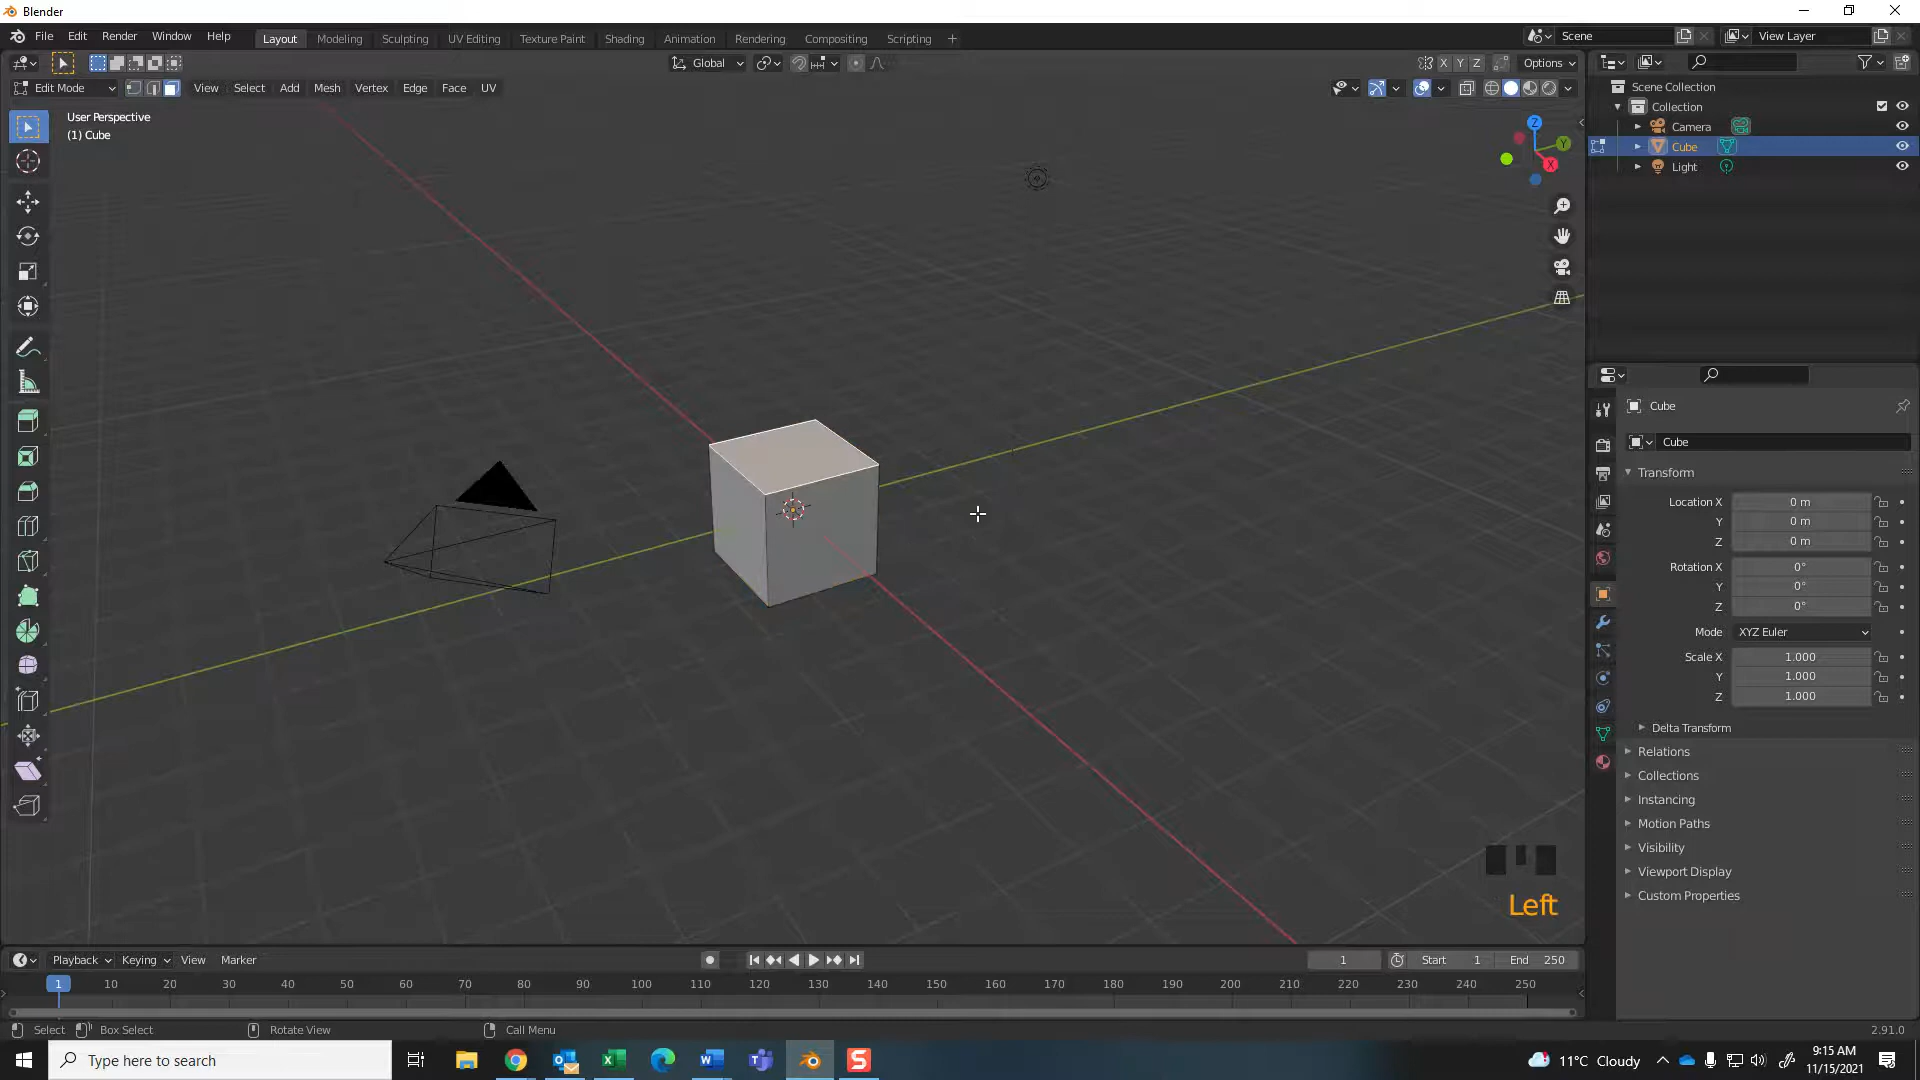 Blender
File Edit Render Window Help Layout Modeling Sculpting UV Editing Texture Paint Shading Animation Rendering Compositing Scripting + Scene View Layer
Global X Y Z Options
Edit Mode View Select Add Mesh Vertex Edge Face UV
User Perspective
(1) Cube
Z
Y
X
Scene Collection
Collection
Camera
Cube
Light
Cube
Cube
Transform
Location X 0 m
Y 0 m
Z 0 m
Rotation X 0°
Y 0°
Z 0°
Mode XYZ Euler
Scale X 1.000
Y 1.000
Z 1.000
Delta Transform
Relations
Collections
Instancing
Motion Paths
Visibility
Viewport Display
Custom Properties
Left
Playback Keying View Marker 1 Start 1 End 250
1 10 20 30 40 50 60 70 80 90 100 110 120 130 140 150 160 170 180 190 200 210 220 230 240 250
Select Box Select Rotate View Call Menu 2.91.0
Type here to search
11°C Cloudy
9:15 AM
11/15/2021